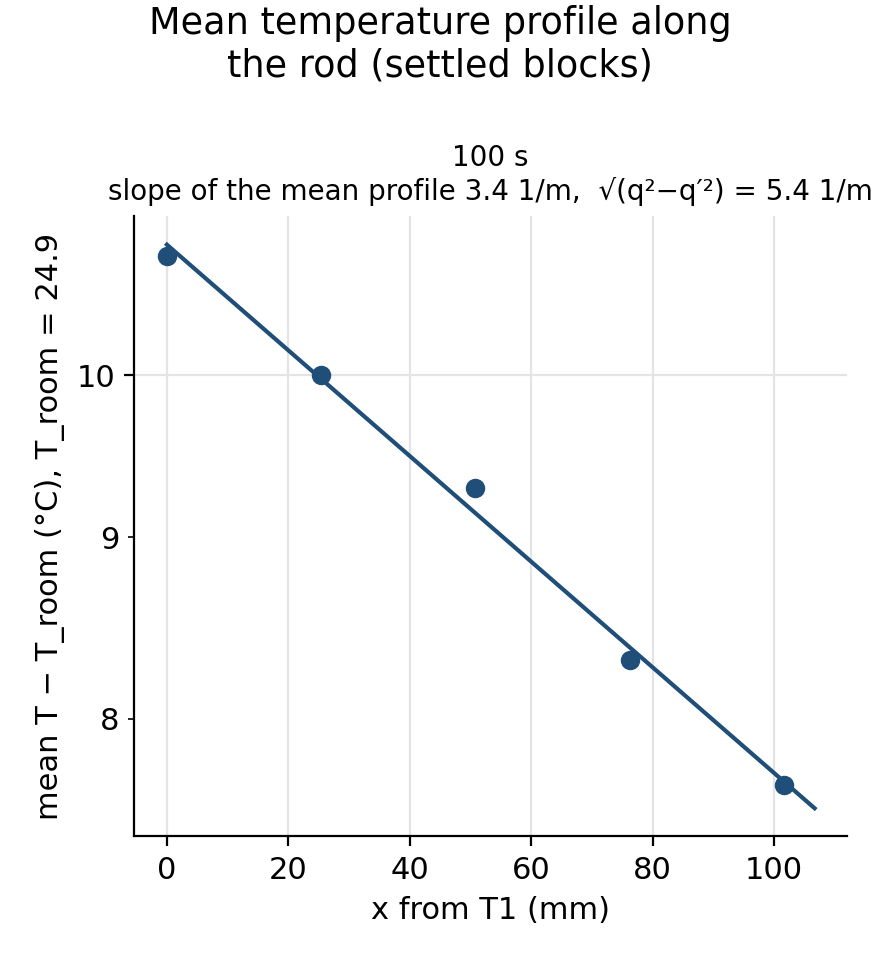 Mean temperature profile along
the rod (settled blocks)
100 s
slope of the mean profile 3.4 1/m,  √(q²−q′²) = 5.4 1/m
mean T − T_room (°C), T_room = 24.9
10
9
8
0 20 40 60 80 100
x from T1 (mm)